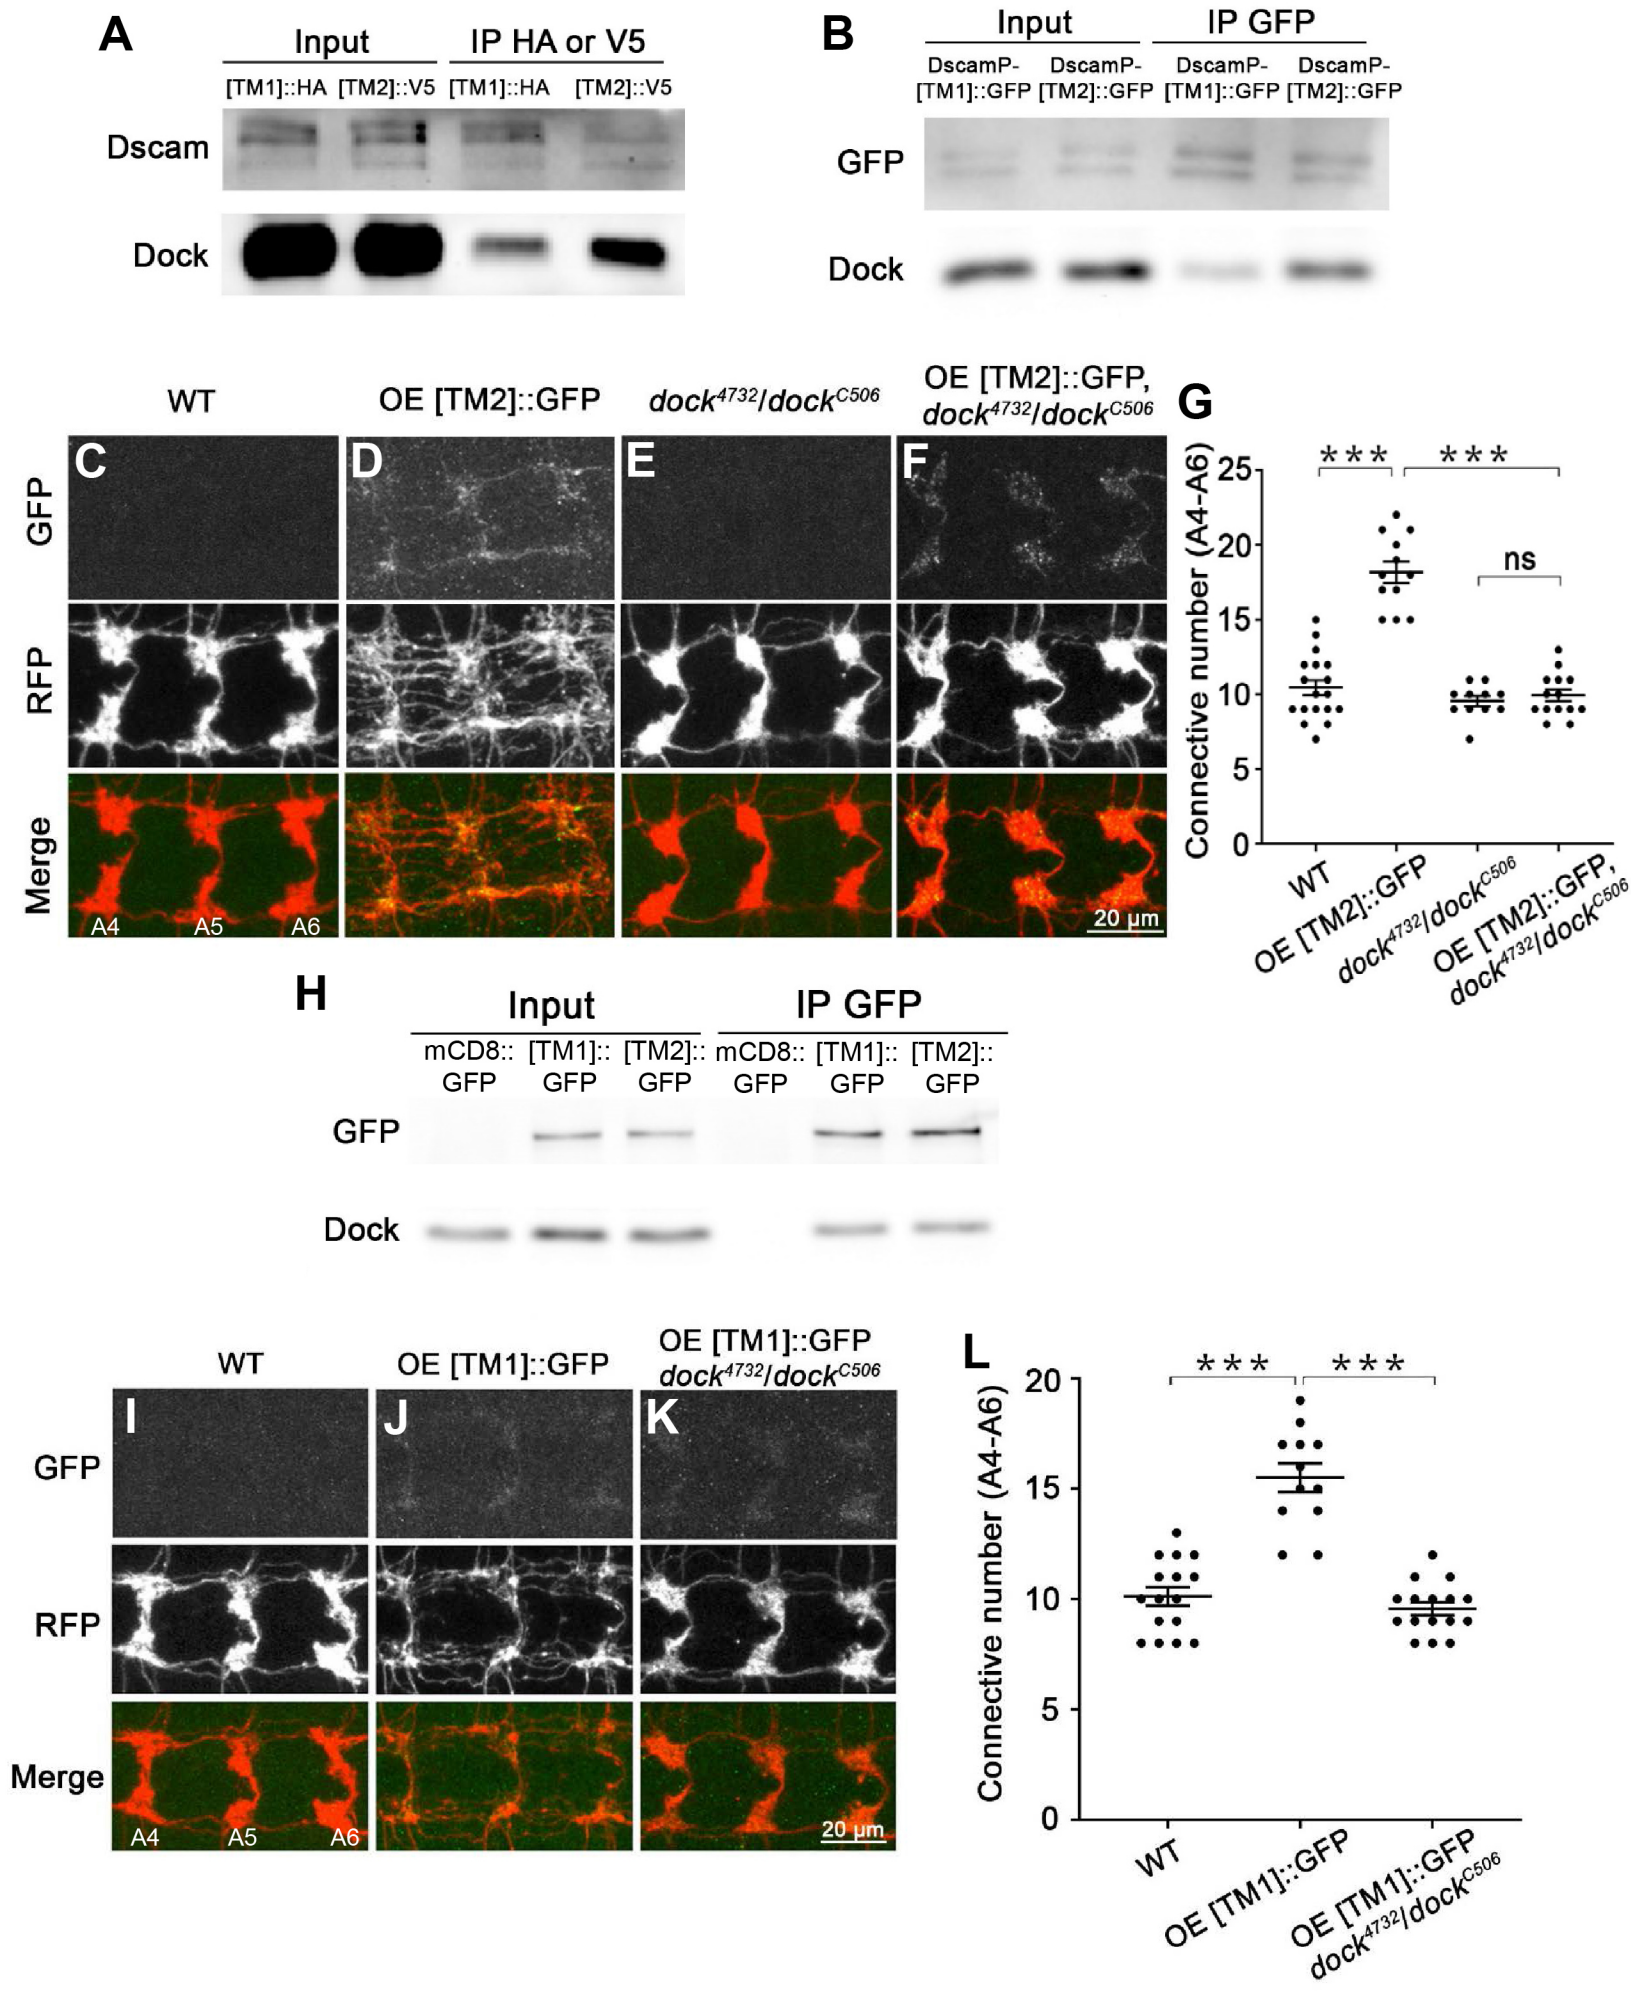 A
Input
IP HA or V5
[TM1]::HA [TM2]::V5 [TM1]::HA [TM2]::V5
Dscam
Dock
B
Input
IP GFP
DscamP- DscamP- DscamP- DscamP-
[TM1]::GFP [TM2]::GFP [TM1]::GFP [TM2]::GFP
GFP
Dock
WT
OE [TM2]::GFP
dock4732/dockC506
OE [TM2]::GFP,
dock4732/dockC506
C
D
E
F
GFP
RFP
Merge
A4 A5 A6
20 µm
G
Connective number (A4-A6)
25
20
15
10
5
0
***
***
ns
WT
OE [TM2]::GFP
dock4732/dockC506
OE [TM2]::GFP,
dock4732/dockC506
H
Input
IP GFP
mCD8:: [TM1]:: [TM2]:: mCD8:: [TM1]:: [TM2]::
GFP GFP GFP GFP GFP GFP
GFP
Dock
WT
OE [TM1]::GFP
OE [TM1]::GFP
dock4732/dockC506
I
J
K
GFP
RFP
Merge
A4 A5 A6
20 µm
L
Connective number (A4-A6)
20
15
10
5
0
***
***
WT
OE [TM1]::GFP
OE [TM1]::GFP
dock4732/dockC506